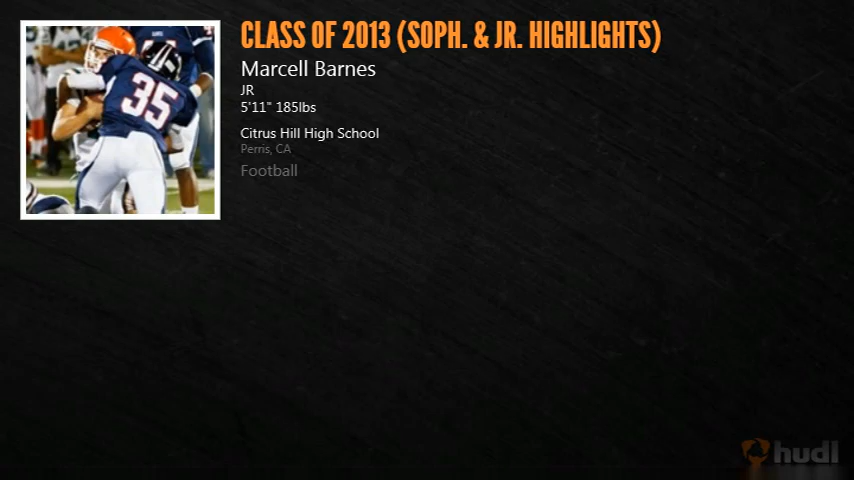 CLASS OF 2013 (SOPH. & JR. HIGHLIGHTS)
Marcell Barnes
JR
5'11" 185lbs
Citrus Hill High School
Perris, CA
Football
35
hudl